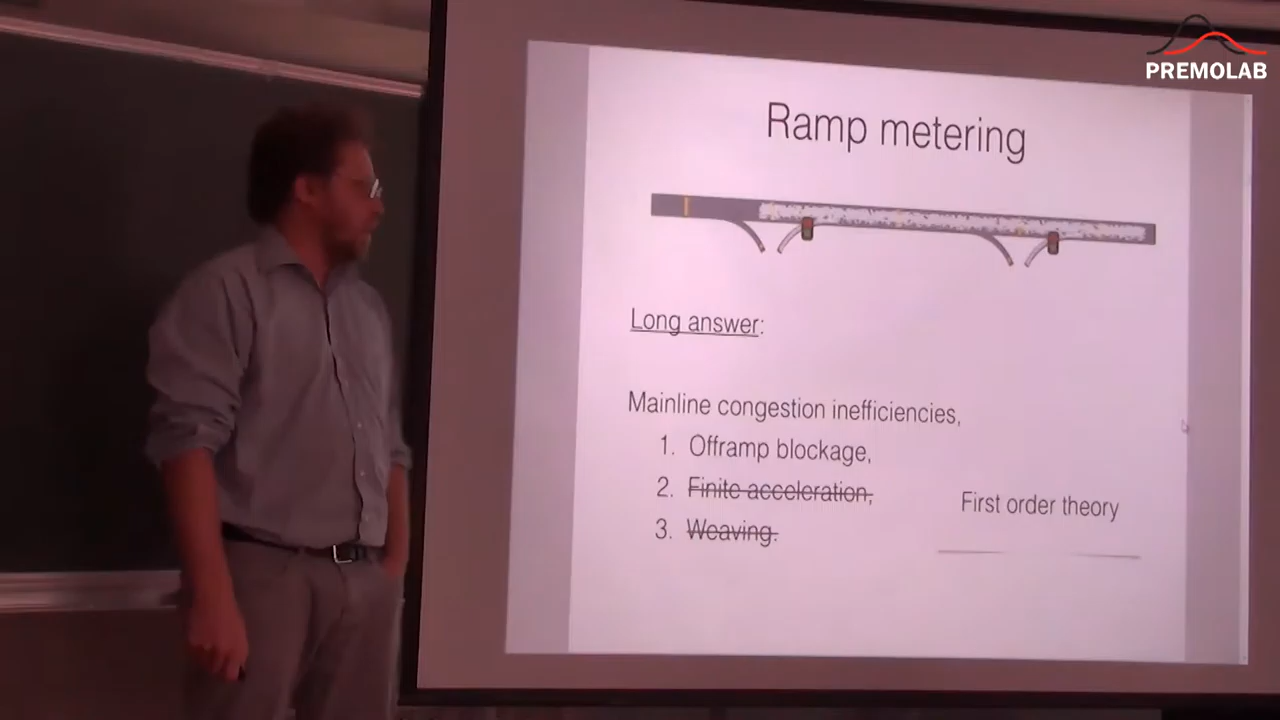 PREMOLAB
Ramp metering
Long answer:
Mainline congestion inefficiencies,
1. Offramp blockage,
2. Finite acceleration,
3. Weaving.
First order theory